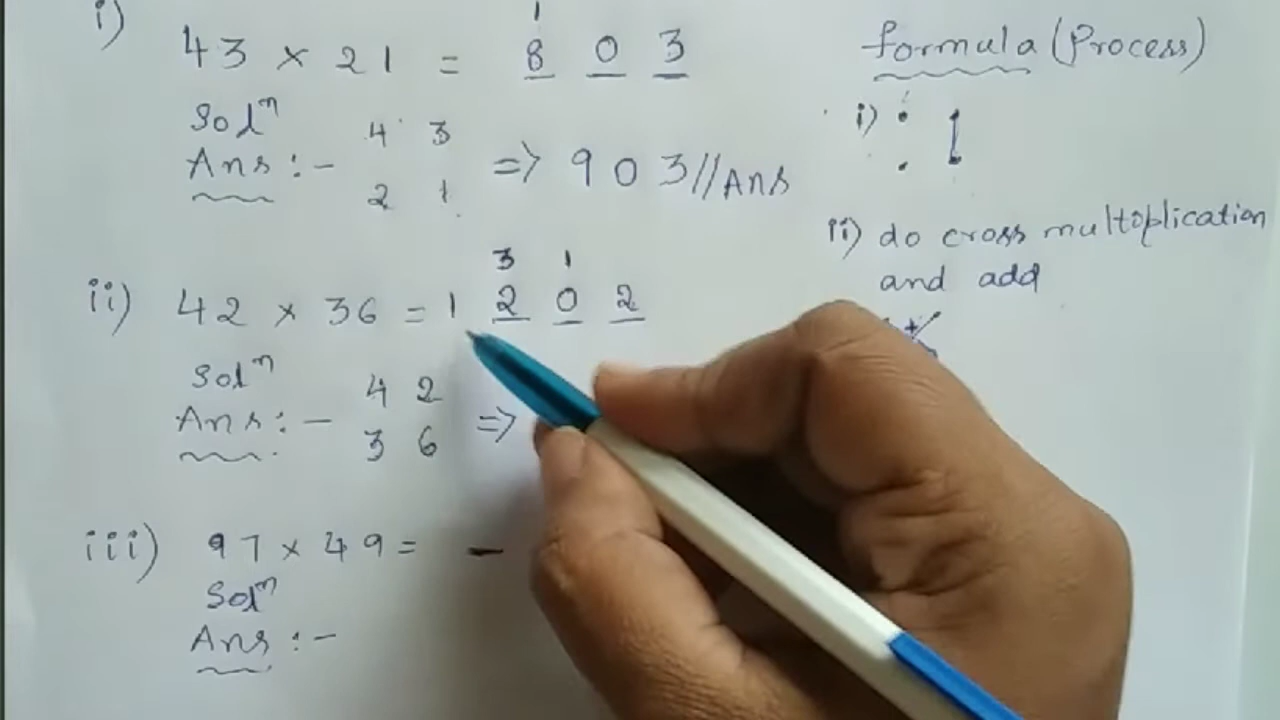 i)
1
43 × 21 = 8 0 3
Solⁿ
Ans :-
4 3
2 1
=> 9 0 3//Ans
3 1
ii) 42 × 36 = 1 2 0 2
Solⁿ
Ans :-
4 2
3 6
=>
iii) 97 × 49 = -
Solⁿ
Ans :-
formula (Process)
i)
ii) do cross multoplication
and add
+